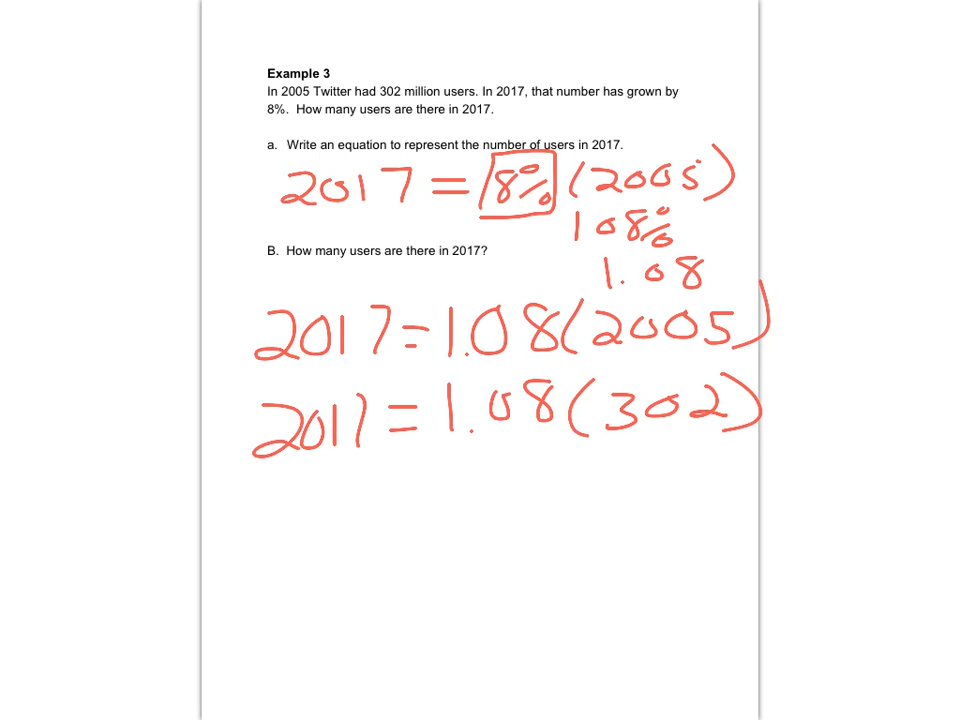 Example 3
In 2005 Twitter had 302 million users. In 2017, that number has grown by
8%. How many users are there in 2017.
a. Write an equation to represent the number of users in 2017.
2017 = 8% (2005)
108%
B. How many users are there in 2017?
1.08
2017 = 1.08 (2005)
2017 = 1.08 (302)